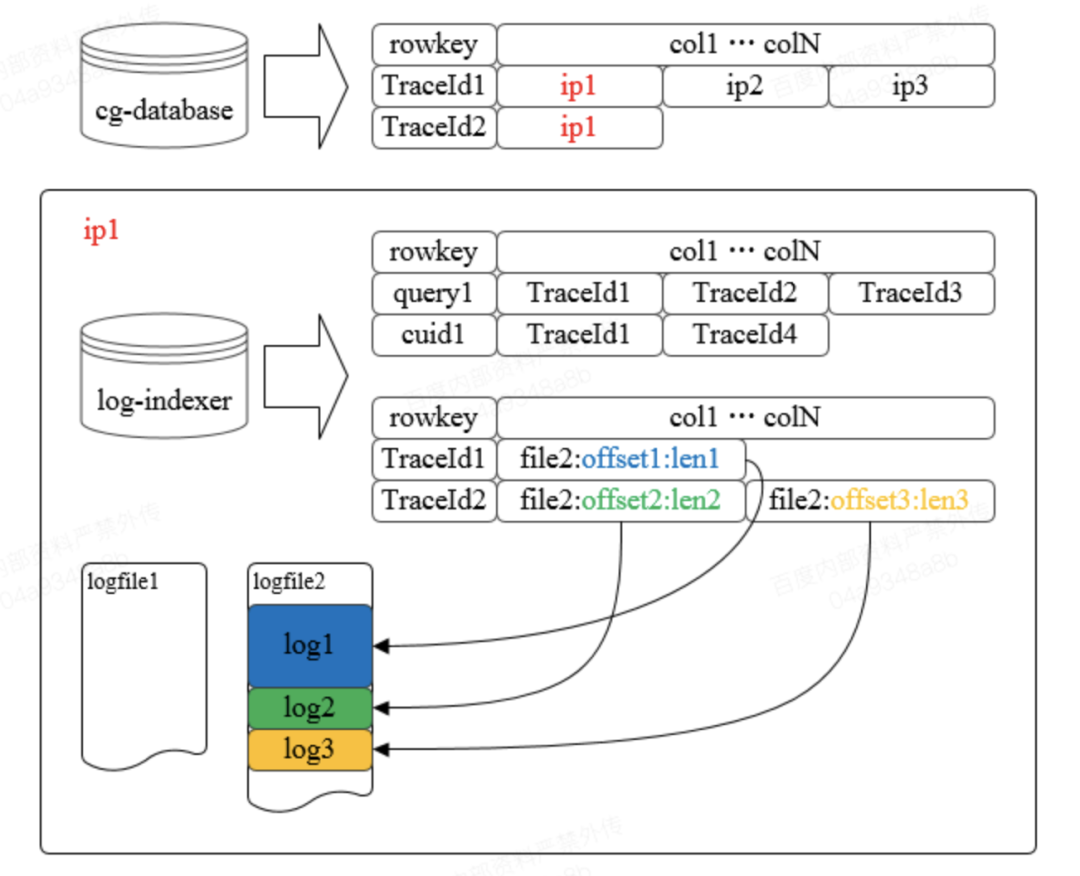 rowkey col1 ··· colN
cg-database
TraceId1 ip1 ip2 ip3
TraceId2 ip1
ip1
rowkey col1 ··· colN
query1 TraceId1 TraceId2 TraceId3
cuid1 TraceId1 TraceId4
log-indexer
rowkey col1 ··· colN
TraceId1 file2:offset1:len1
TraceId2 file2:offset2:len2 file2:offset3:len3
logfile1
logfile2
log1
log2
log3
百度内部资料严禁外传
04a9348a8b